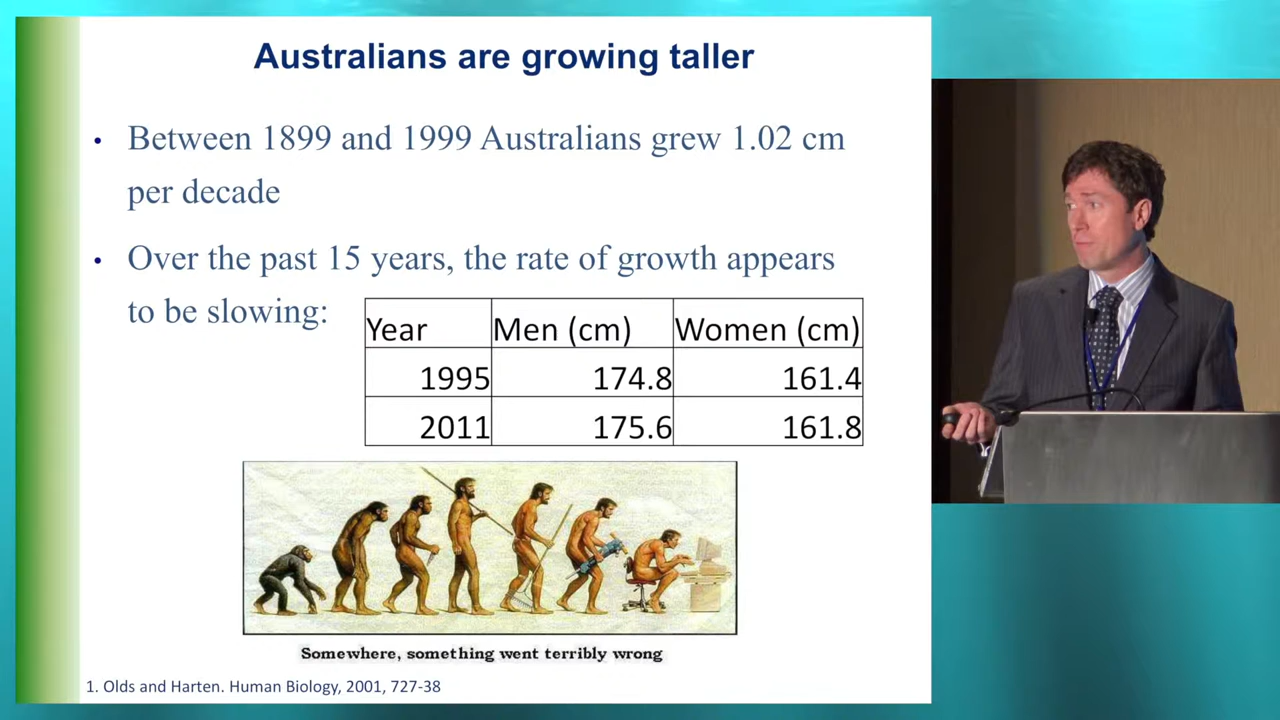 Australians are growing taller
• Between 1899 and 1999 Australians grew 1.02 cm
per decade
• Over the past 15 years, the rate of growth appears
to be slowing:
Year Men (cm) Women (cm)
1995 174.8 161.4
2011 175.6 161.8
Somewhere, something went terribly wrong
1. Olds and Harten. Human Biology, 2001, 727-38